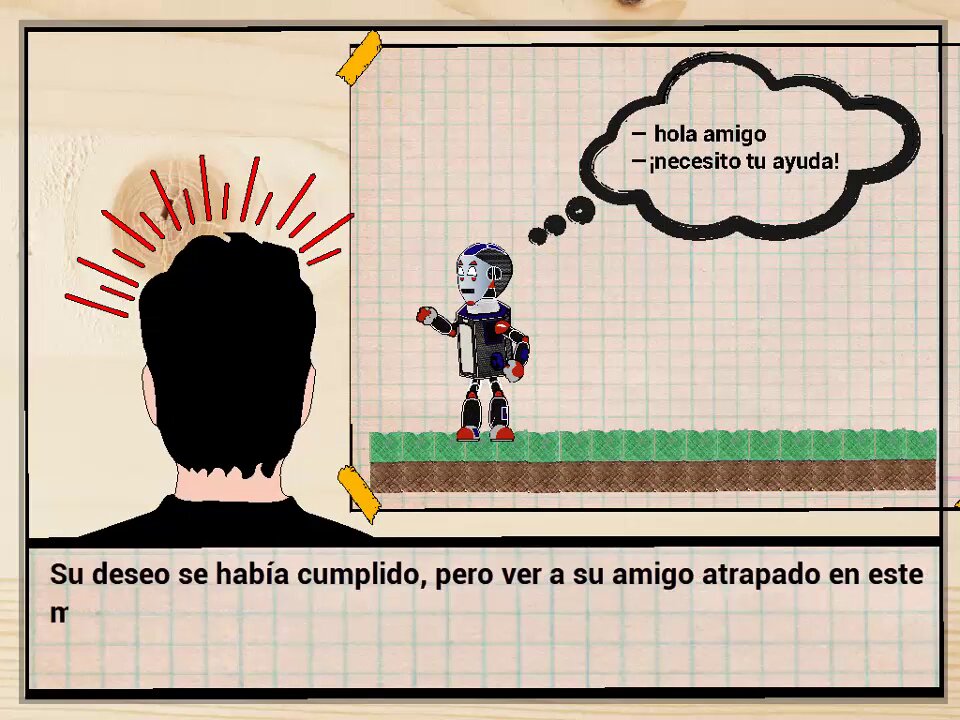 — hola amigo
—¡necesito tu ayuda!
Su deseo se había cumplido, pero ver a su amigo atrapado en este
m